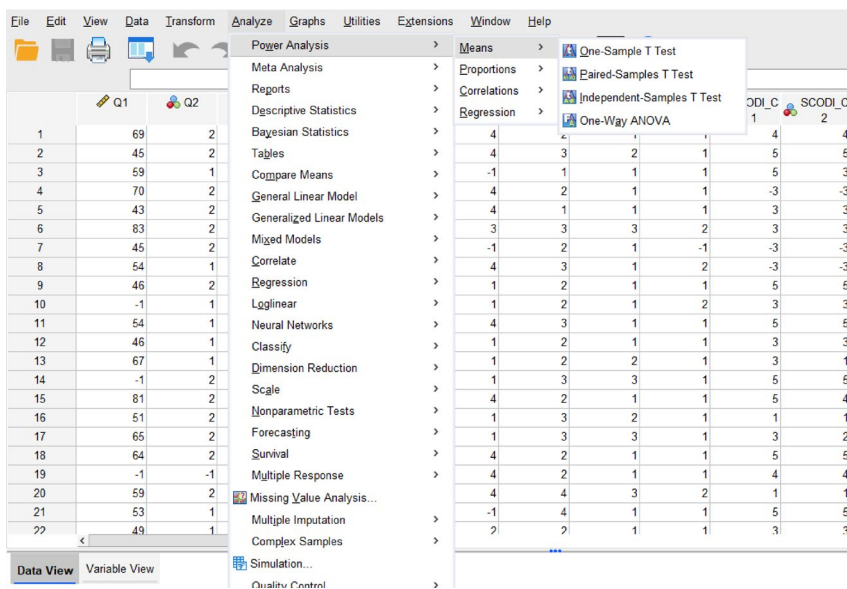 File Edit View Data Transform Analyze Graphs Utilities Extensions Window Help
Power Analysis
Meta Analysis
Reports
Descriptive Statistics
Bayesian Statistics
Tables
Compare Means
General Linear Model
Generalized Linear Models
Mixed Models
Correlate
Regression
Loglinear
Neural Networks
Classify
Dimension Reduction
Scale
Nonparametric Tests
Forecasting
Survival
Multiple Response
Missing Value Analysis...
Multiple Imputation
Complex Samples
Simulation...
Quality Control
Means
Proportions
Correlations
Regression
One-Sample T Test
Paired-Samples T Test
Independent-Samples T Test
One-Way ANOVA
Q1 Q2 ODI_C 1 SCODI_C 2
1 69 2 4 2 1 1 4 4
2 45 2 4 3 2 1 5 5
3 59 1 -1 1 1 1 5 3
4 70 2 4 2 1 1 -3 -3
5 43 2 4 1 1 1 3 3
6 83 2 3 3 3 2 3 3
7 45 2 -1 2 1 -1 -3 -3
8 54 1 4 3 1 2 -3 -3
9 46 2 1 2 1 1 5 5
10 -1 1 1 2 1 2 3 3
11 54 1 4 3 1 1 5 5
12 46 1 1 2 1 1 3 3
13 67 1 1 2 2 1 3 1
14 -1 2 1 3 3 1 5 5
15 81 2 4 2 1 1 5 4
16 51 2 1 3 2 1 1 1
17 65 2 1 3 3 1 3 2
18 64 2 4 2 1 1 5 5
19 -1 -1 4 2 1 1 4 4
20 59 2 4 4 3 2 1 1
21 53 1 -1 4 1 1 5 5
22 49 1 2 2 1 1 3 3
Data View Variable View